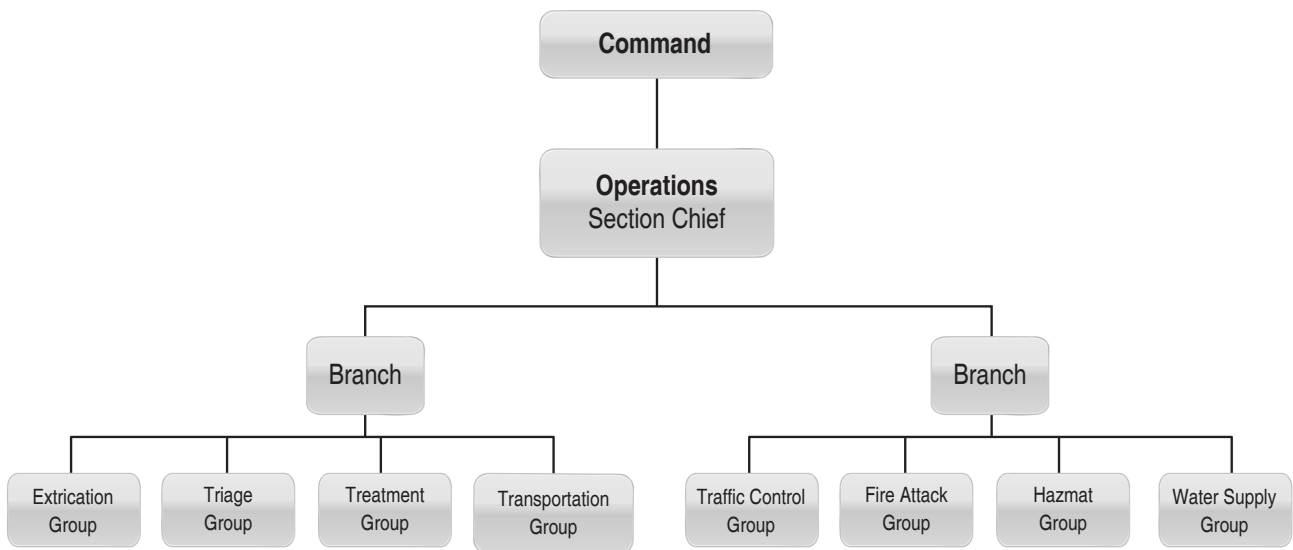 Command
Operations
Section Chief
Branch
Branch
Extrication
Group
Triage
Group
Treatment
Group
Transportation
Group
Traffic Control
Group
Fire Attack
Group
Hazmat
Group
Water Supply
Group